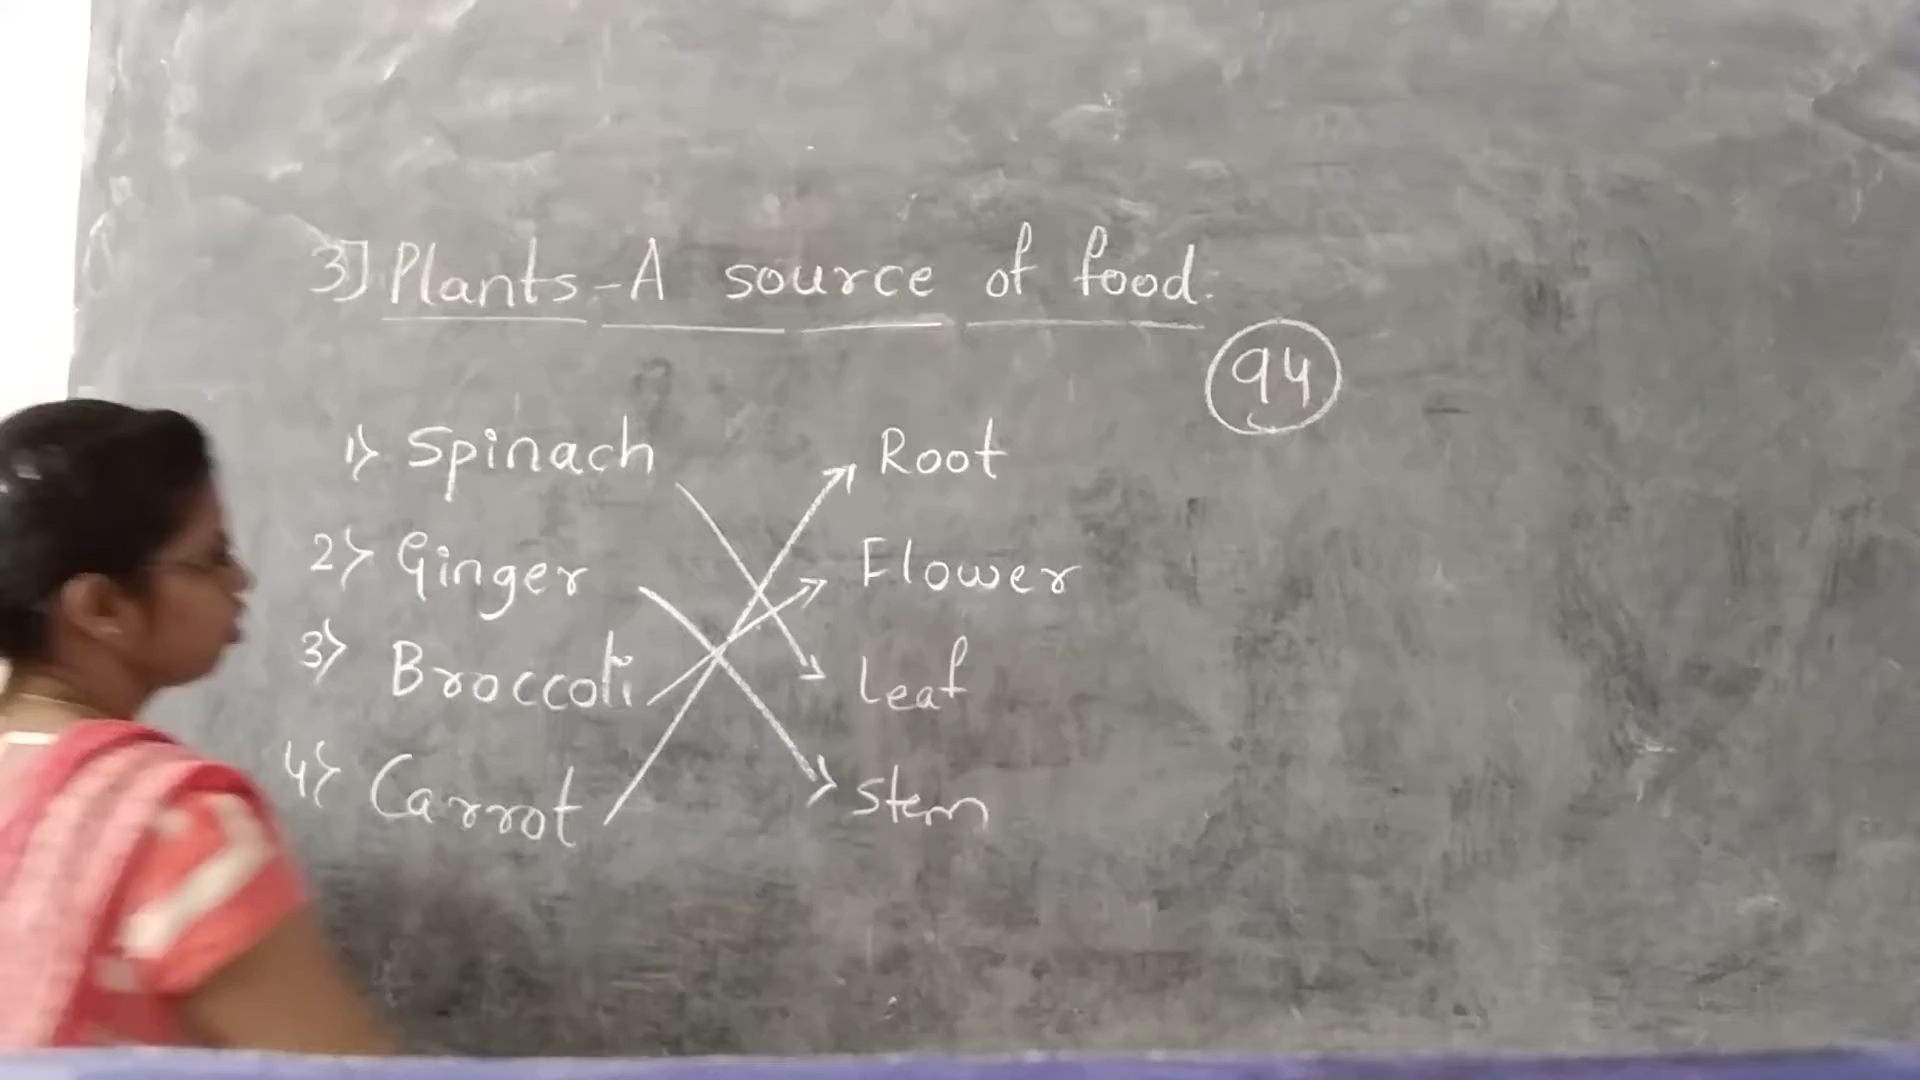 3] Plants - A source of food.
94
1) Spinach Root
2) Ginger Flower
3) Broccoli Leaf
4) Carrot Stem